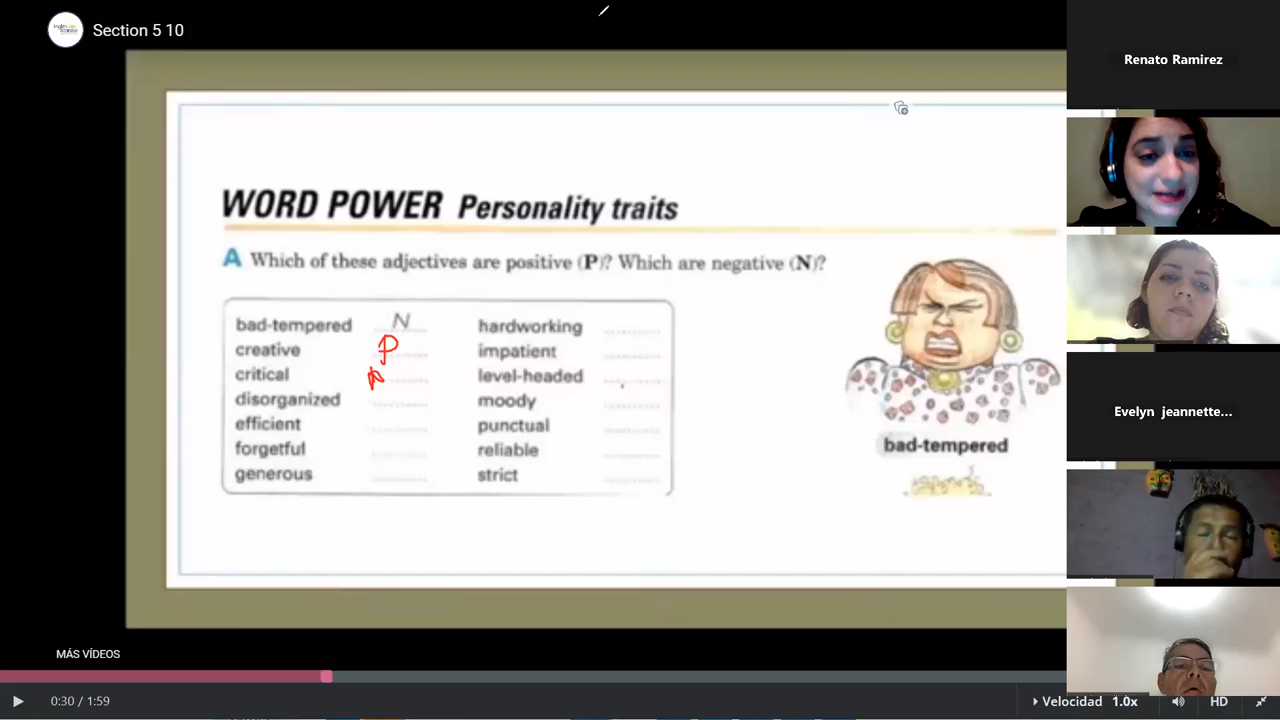 Section 5 10
WORD POWER Personality traits
A Which of these adjectives are positive (P)? Which are negative (N)?
bad-tempered N
creative P
critical
disorganized
efficient
forgetful
generous
hardworking
impatient
level-headed
moody
punctual
reliable
strict
bad-tempered
MÁS VÍDEOS
0:30 / 1:59
Velocidad 1.0x
HD
Renato Ramirez
Evelyn jeannette...